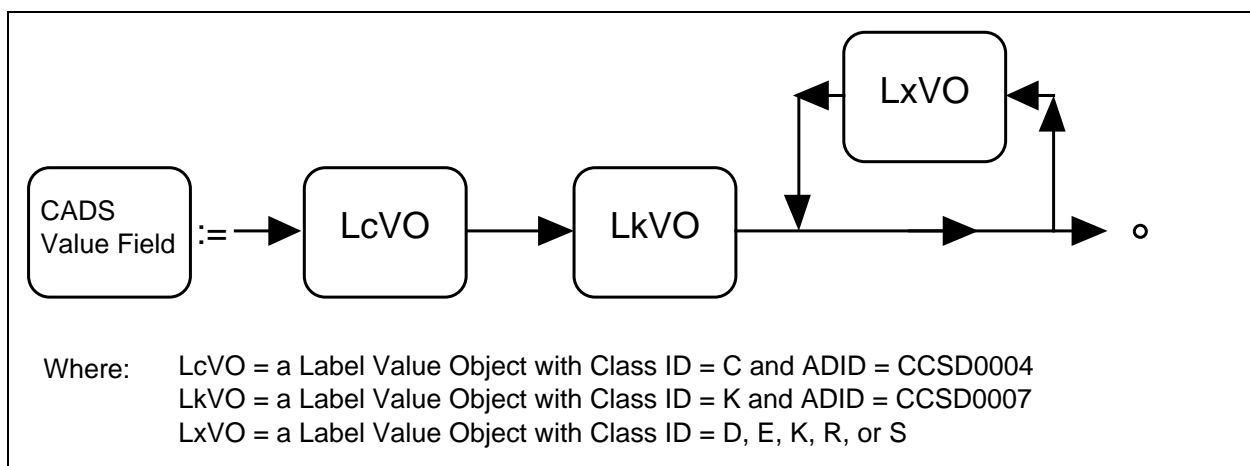 LxVO
CADS
Value Field
:=
LcVO
LkVO
Where: LcVO = a Label Value Object with Class ID = C and ADID = CCSD0004
LkVO = a Label Value Object with Class ID = K and ADID = CCSD0007
LxVO = a Label Value Object with Class ID = D, E, K, R, or S